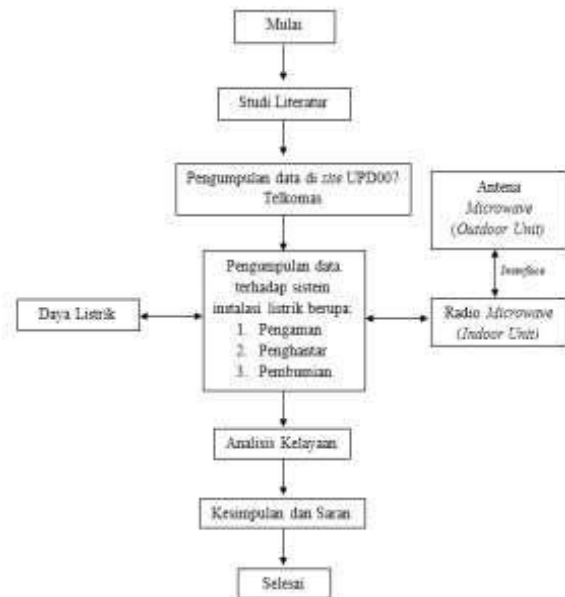 Mulai
Studi Literatur
Pengumpulan data di site UPD007
Telkomas
Antena
Microwave
(Outdoor Unit)
Interface
Pengumpulan data
terhadap sistem
instalasi listrik berupa:
1. Pengaman
2. Penghantar
3. Pembumian
Daya Listrik
Radio Microwave
(Indoor Unit)
Analisis Kelayaan
Kesimpulan dan Saran
Selesai